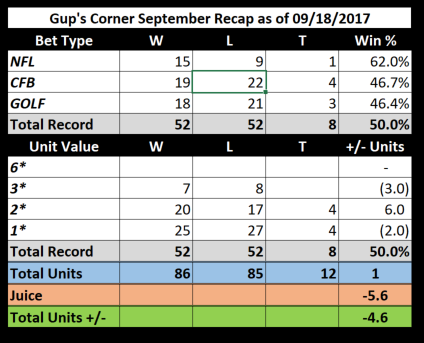 Gup's Corner September Recap as of 09/18/2017
Bet Type W L T Win %
NFL 15 9 1 62.0%
CFB 19 22 4 46.7%
GOLF 18 21 3 46.4%
Total Record 52 52 8 50.0%
Unit Value W L T +/- Units
6* -
3* 7 8 (3.0)
2* 20 17 4 6.0
1* 25 27 4 (2.0)
Total Record 52 52 8 50.0%
Total Units 86 85 12 1
Juice -5.6
Total Units +/- -4.6